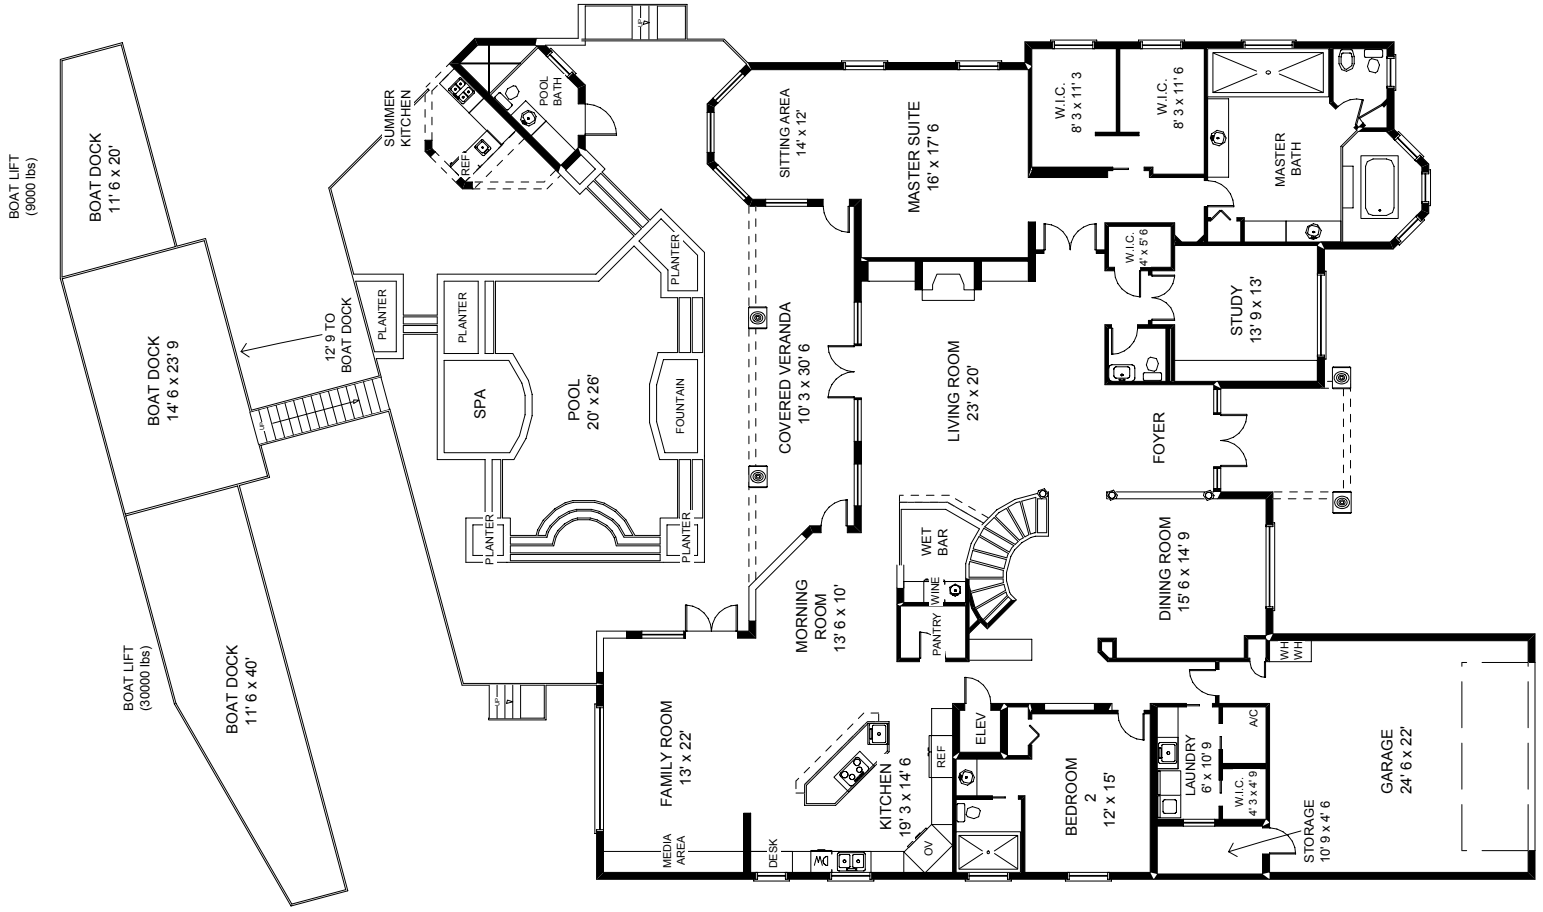 BOAT LIFT
(9000 lbs)
BOAT DOCK
11' 6 x 20'
BOAT DOCK
14' 6 x 23' 9
12' 9 TO
BOAT DOCK
UP
BOAT LIFT
(30000 lbs)
BOAT DOCK
11' 6 x 40'
UP
SUMMER
KITCHEN
REF
POOL
BATH
PLANTER
PLANTER
PLANTER
SPA
POOL
20' x 26'
FOUNTAIN
PLANTER
PLANTER
COVERED VERANDA
10' 3 x 30' 6
SITTING AREA
14' x 12'
MASTER SUITE
16' x 17' 6
W.I.C.
8' 3 x 11' 3
W.I.C.
8' 3 x 11' 6
MASTER
BATH
W.I.C.
4' x 5' 6
STUDY
13' 9 x 13'
LIVING ROOM
23' x 20'
FOYER
WET
BAR
WINE
PANTRY
DINING ROOM
15' 6 x 14' 9
MORNING
ROOM
13' 6 x 10'
UP
FAMILY ROOM
13' x 22'
MEDIA
AREA
DESK
DW
KITCHEN
19' 3 x 14' 6
OV
REF
ELEV
BEDROOM
2
12' x 15'
LAUNDRY
6' x 10' 9
A/C
W.I.C.
4' 3 x 4' 9
WH
WH
STORAGE
10' 9 x 4' 6
GARAGE
24' 6 x 22'